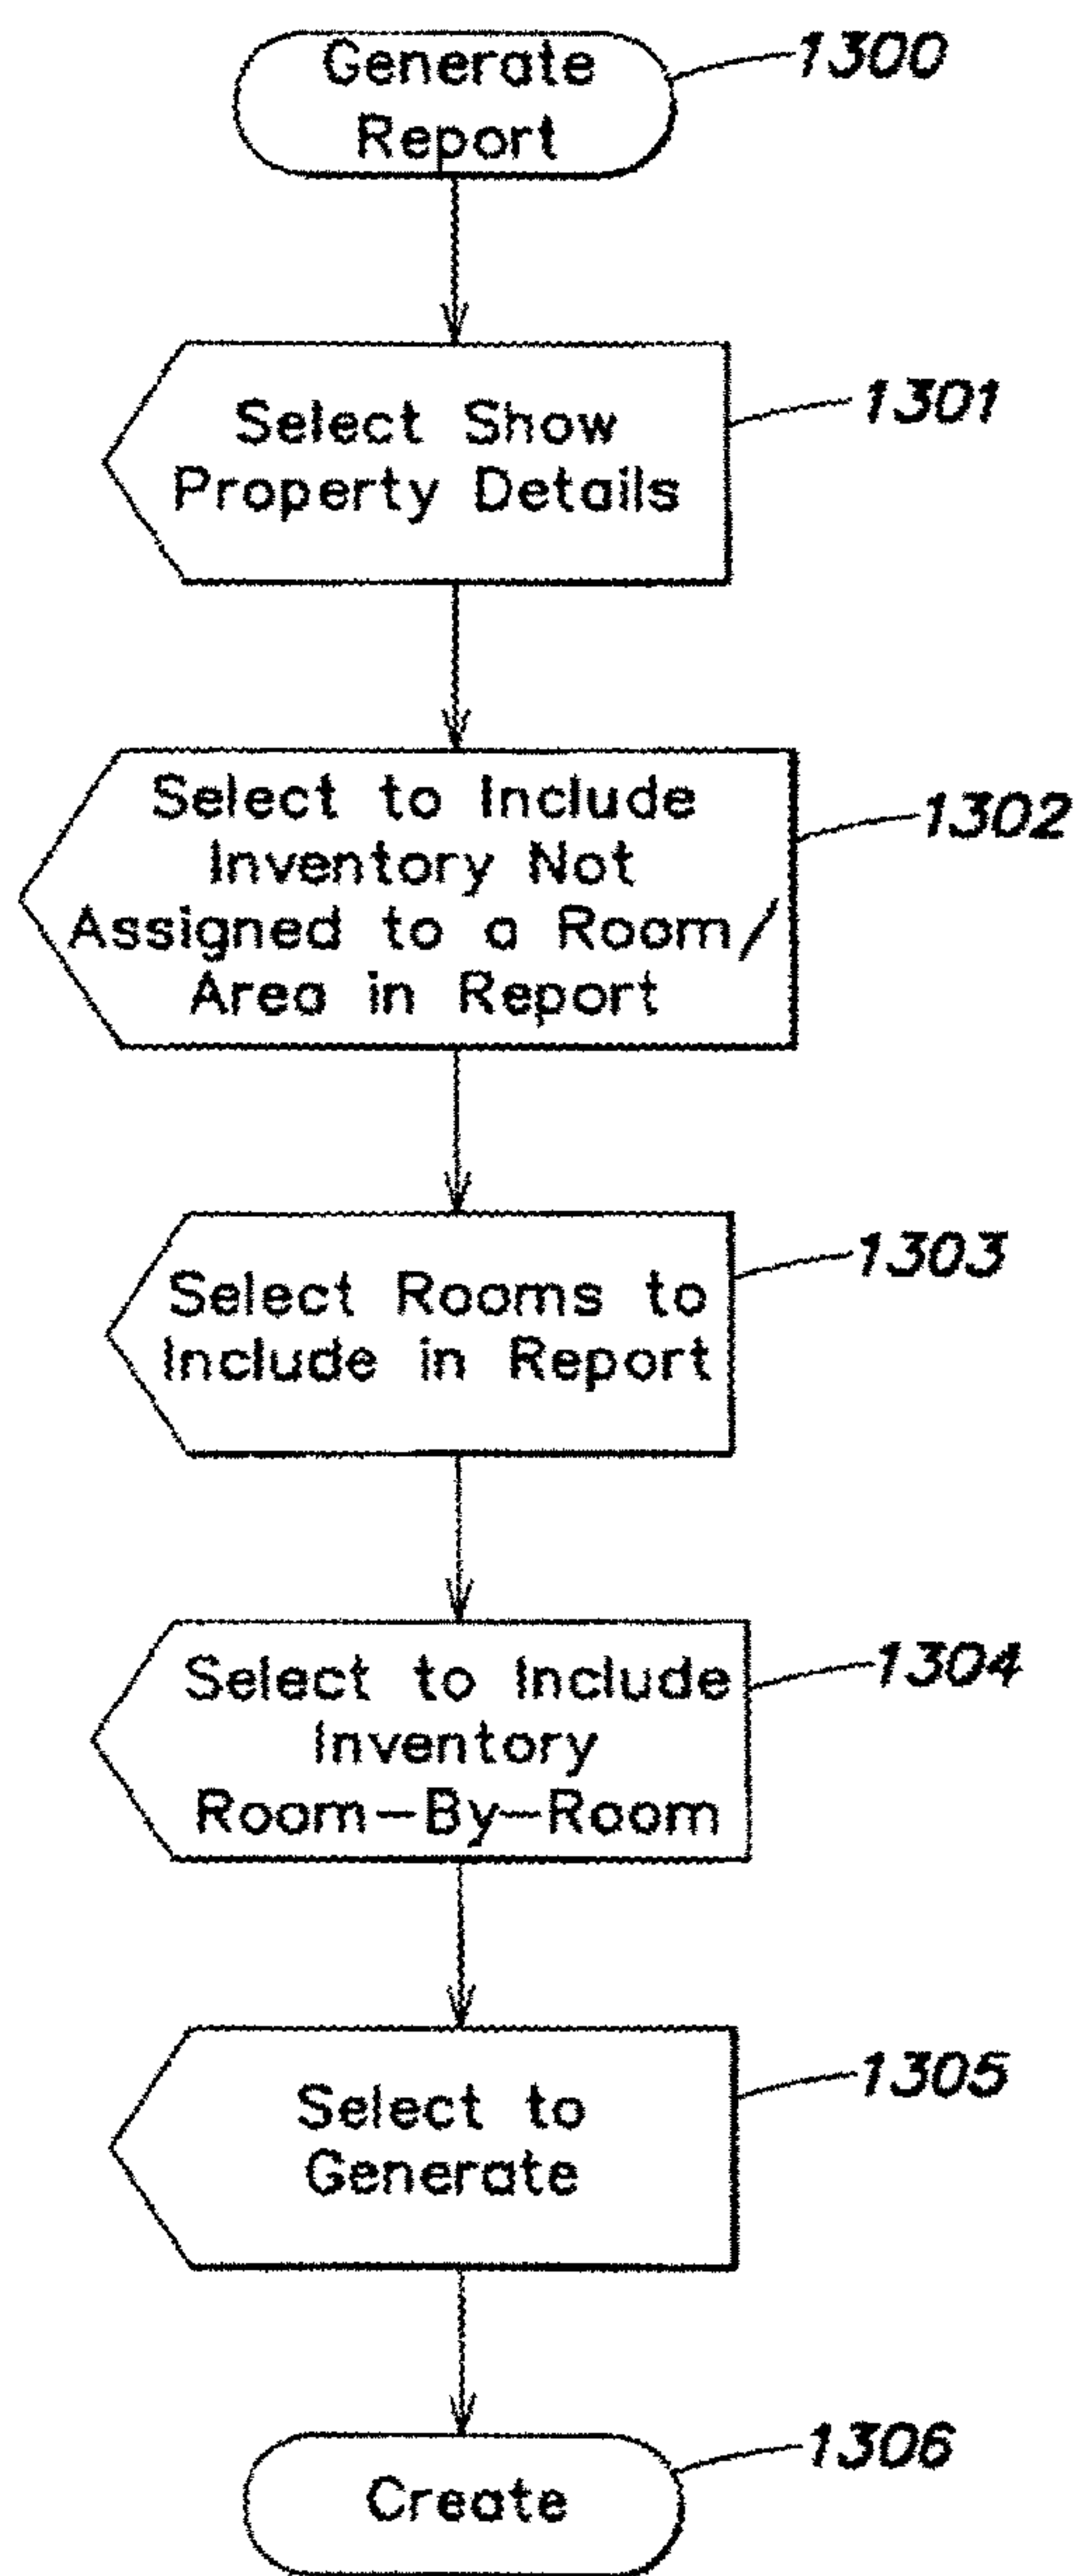 Generate
Report
1300
Select Show
Property Details
1301
Select to Include
Inventory Not
Assigned to a Room/
Area in Report
1302
Select Rooms to
Include in Report
1303
Select to Include
Inventory
Room-By-Room
1304
Select to
Generate
1305
Create
1306